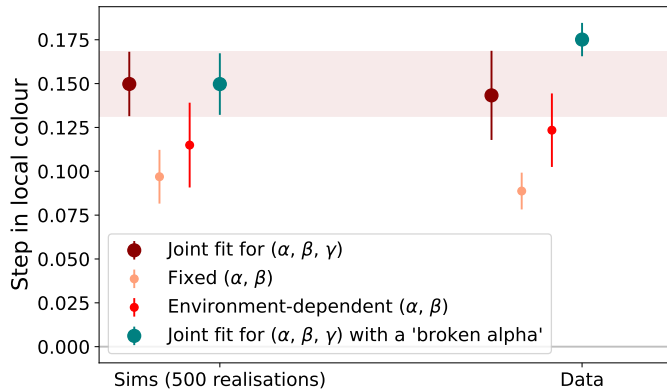 Step in local colour
0.175
0.150
0.125
0.100
0.075
0.050
0.025
0.000
Joint fit for (α, β, γ)
Fixed (α, β)
Environment-dependent (α, β)
Joint fit for (α, β, γ) with a 'broken alpha'
Sims (500 realisations)
Data